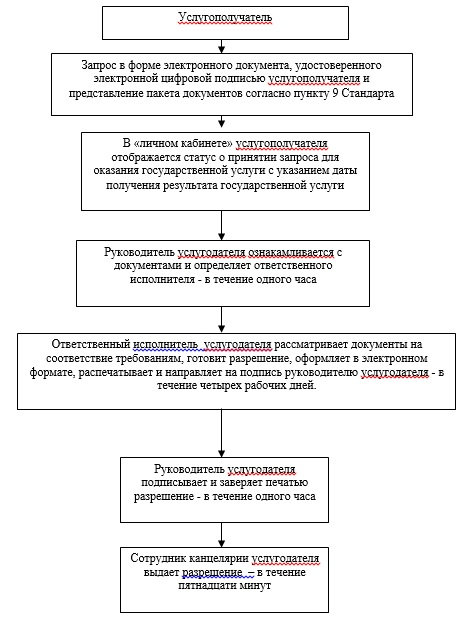 Услугополучатель
Запрос в форме электронного документа, удостоверенного
электронной цифровой подписью услугополучателя и
представление пакета документов согласно пункту 9 Стандарта
В «личном кабинете» услугополучателя
отображается статус о принятии запроса для
оказания государственной услуги с указанием даты
получения результата государственной услуги
Руководитель услугодателя ознакамливается с
документами и определяет ответственного
исполнителя - в течение одного часа
Ответственный исполнитель услугодателя рассматривает документы на
соответствие требованиям, готовит разрешение, оформляет в электронном
формате, распечатывает и направляет на подпись руководителю услугодателя - в
течение четырех рабочих дней.
Руководитель услугодателя
подписывает и заверяет печатью
разрешение - в течение одного часа
Сотрудник канцелярии услугодателя
выдает разрешение – в течение
пятнадцати минут